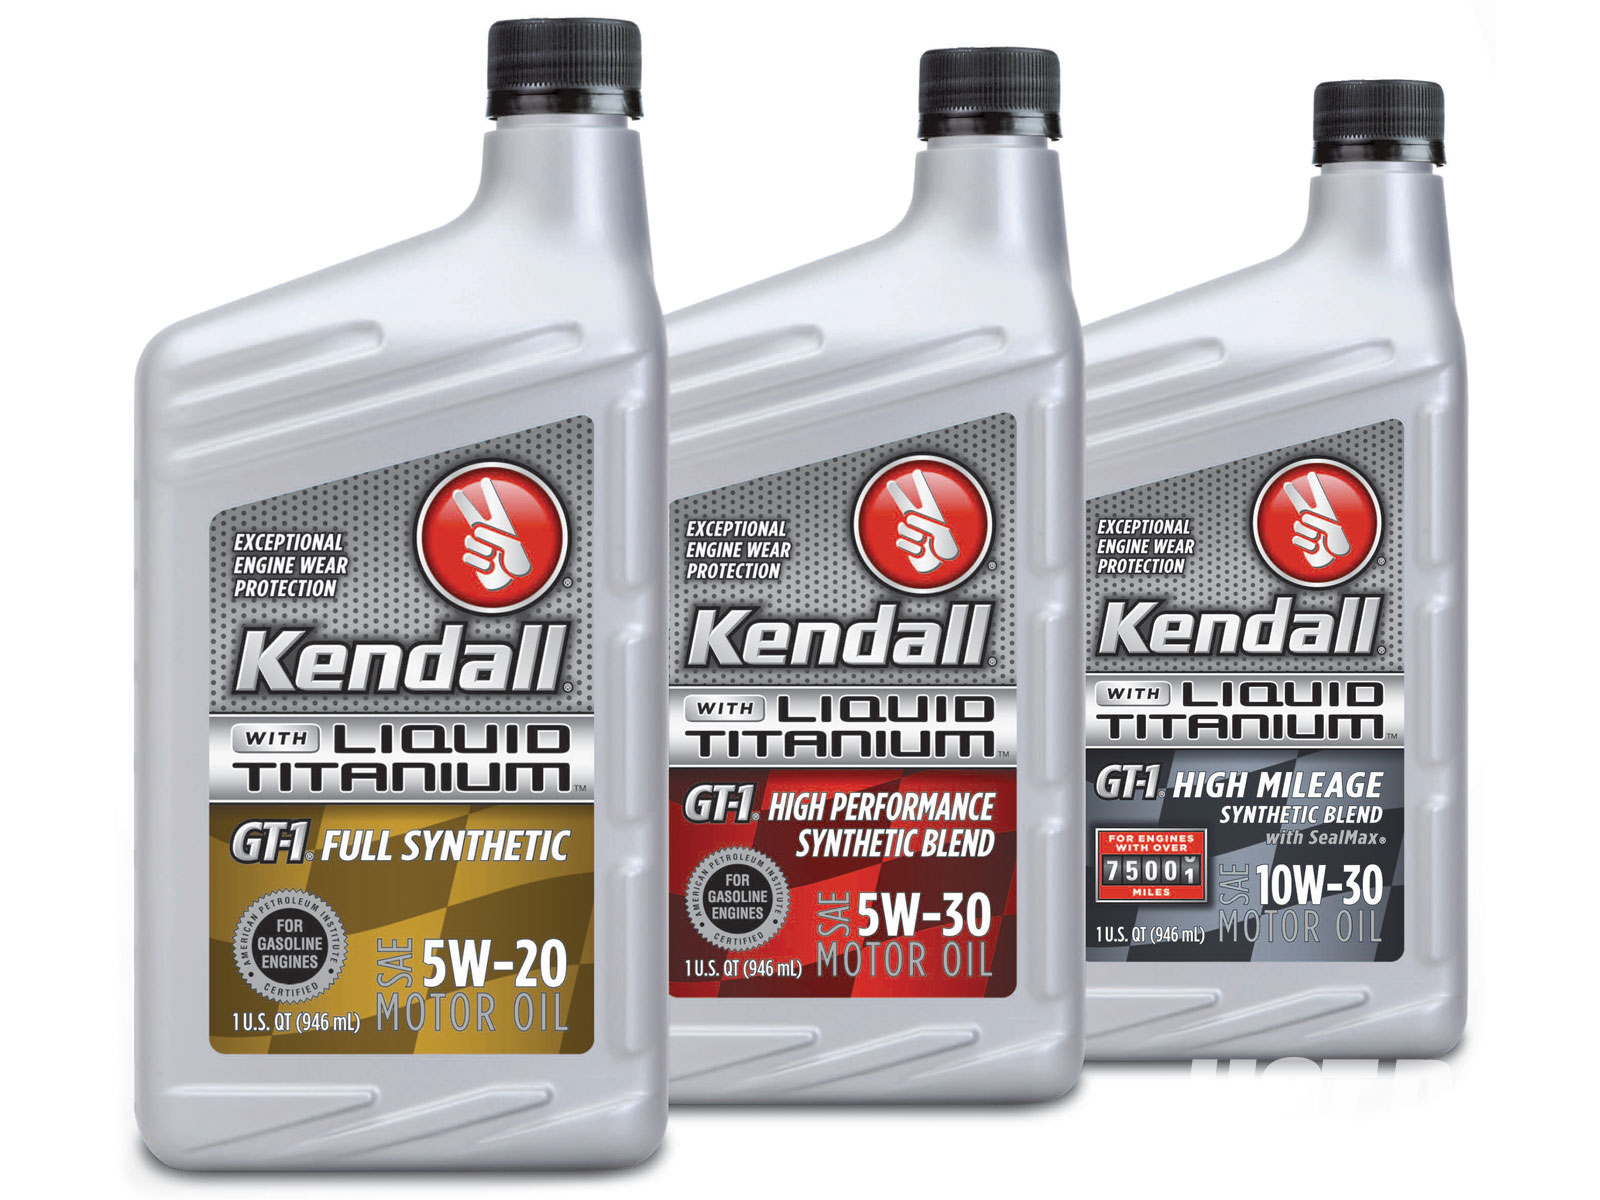 EXCEPTIONAL
ENGINE WEAR
PROTECTION
®
Kendall®
WITH LIQUID
TITANIUM™
GT-1® FULL SYNTHETIC
AMERICAN PETROLEUM INSTITUTE
FOR
GASOLINE
ENGINES
CERTIFIED
SAE 5W-20
1 U.S. QT (946 mL) MOTOR OIL
EXCEPTIONAL
ENGINE WEAR
PROTECTION
®
Kendall®
WITH LIQUID
TITANIUM™
GT-1® HIGH PERFORMANCE
SYNTHETIC BLEND
AMERICAN PETROLEUM INSTITUTE
FOR
GASOLINE
ENGINES
CERTIFIED
SAE 5W-30
1 U.S. QT (946 mL) MOTOR OIL
EXCEPTIONAL
ENGINE WEAR
PROTECTION
®
Kendall®
WITH LIQUID
TITANIUM™
GT-1® HIGH MILEAGE
SYNTHETIC BLEND
with SealMax®
FOR ENGINES
WITH OVER
75001
MILES
SAE 10W-30
1 U.S. QT (946 mL) MOTOR OIL